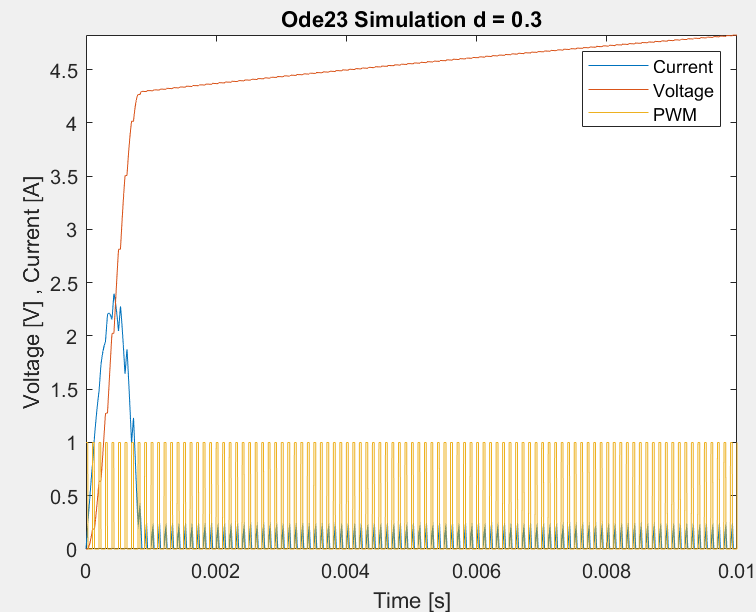 Ode23 Simulation d = 0.3
Current
Voltage
PWM
Voltage [V] , Current [A]
4.5
4
3.5
3
2.5
2
1.5
1
0.5
0
0 0.002 0.004 0.006 0.008 0.01
Time [s]